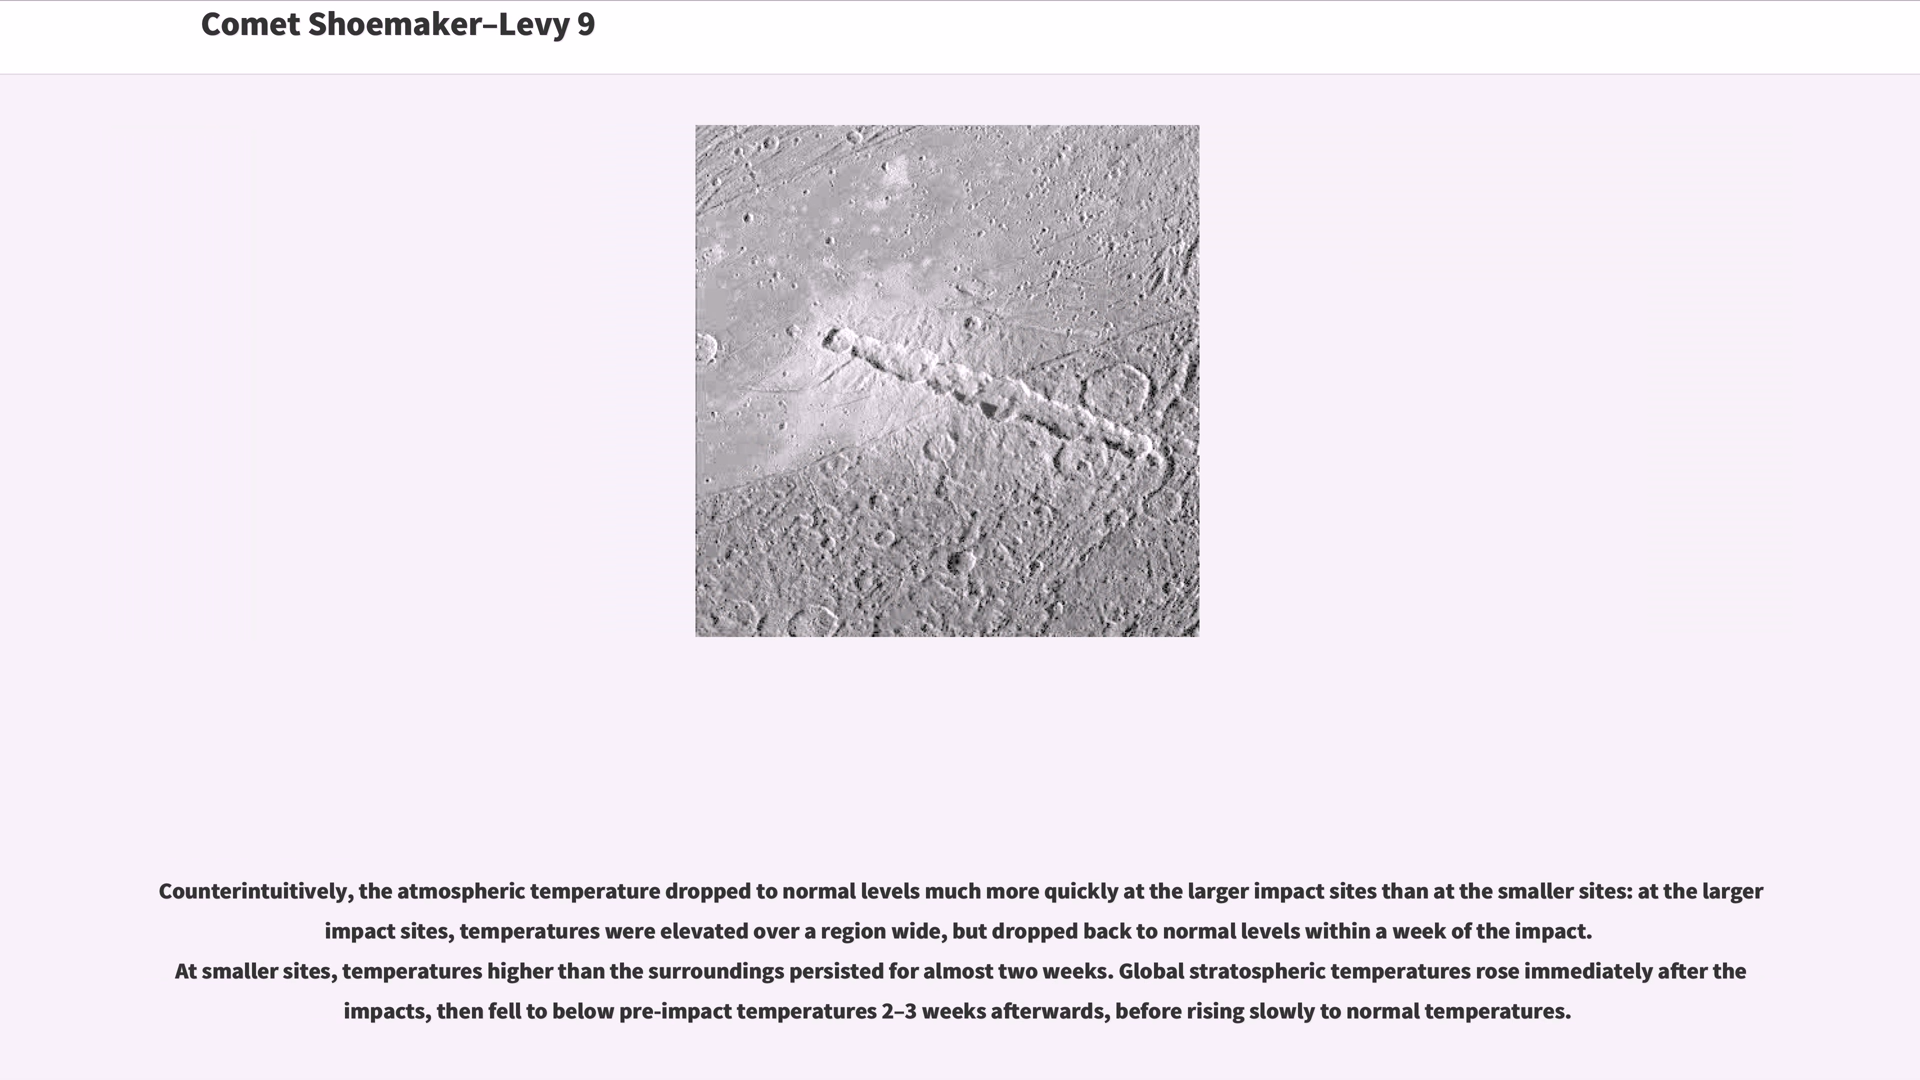 Comet Shoemaker–Levy 9
Counterintuitively, the atmospheric temperature dropped to normal levels much more quickly at the larger impact sites than at the smaller sites: at the larger
impact sites, temperatures were elevated over a region wide, but dropped back to normal levels within a week of the impact.
At smaller sites, temperatures higher than the surroundings persisted for almost two weeks. Global stratospheric temperatures rose immediately after the
impacts, then fell to below pre-impact temperatures 2–3 weeks afterwards, before rising slowly to normal temperatures.